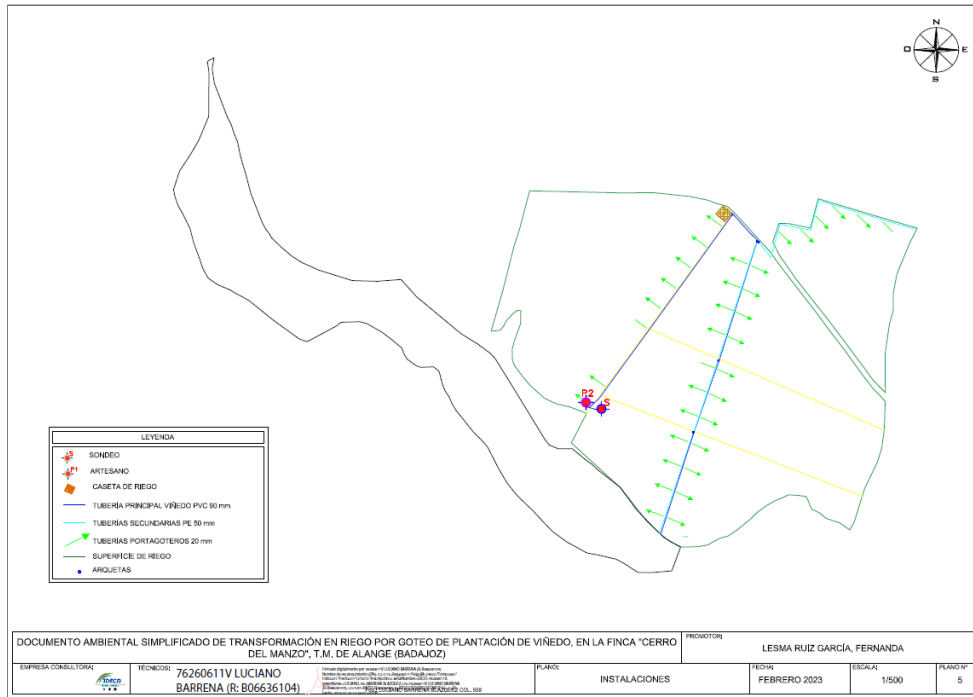 N
O
E
S
P2
S
LEYENDA
S
SONDEO
P1
ARTESANO
CASETA DE RIEGO
TUBERÍA PRINCIPAL VIÑEDO PVC 90 mm
TUBERÍAS SECUNDARIAS PE 50 mm
TUBERÍAS PORTAGOTEROS 20 mm
SUPERFICIE DE RIEGO
ARQUETAS
DOCUMENTO AMBIENTAL SIMPLIFICADO DE TRANSFORMACIÓN EN RIEGO POR GOTEO DE PLANTACIÓN DE VIÑEDO, EN LA FINCA "CERRO
DEL MANZO", T.M. DE ALANGE (BADAJOZ)
PROMOTOR:
LESMA RUIZ GARCÍA, FERNANDA
EMPRESA CONSULTORA:
TÉCNICOS:
76260611V LUCIANO
BARRENA (R: B06636104)
PLANO:
INSTALACIONES
FECHA:
FEBRERO 2023
ESCALA:
1/500
PLANO Nº
5